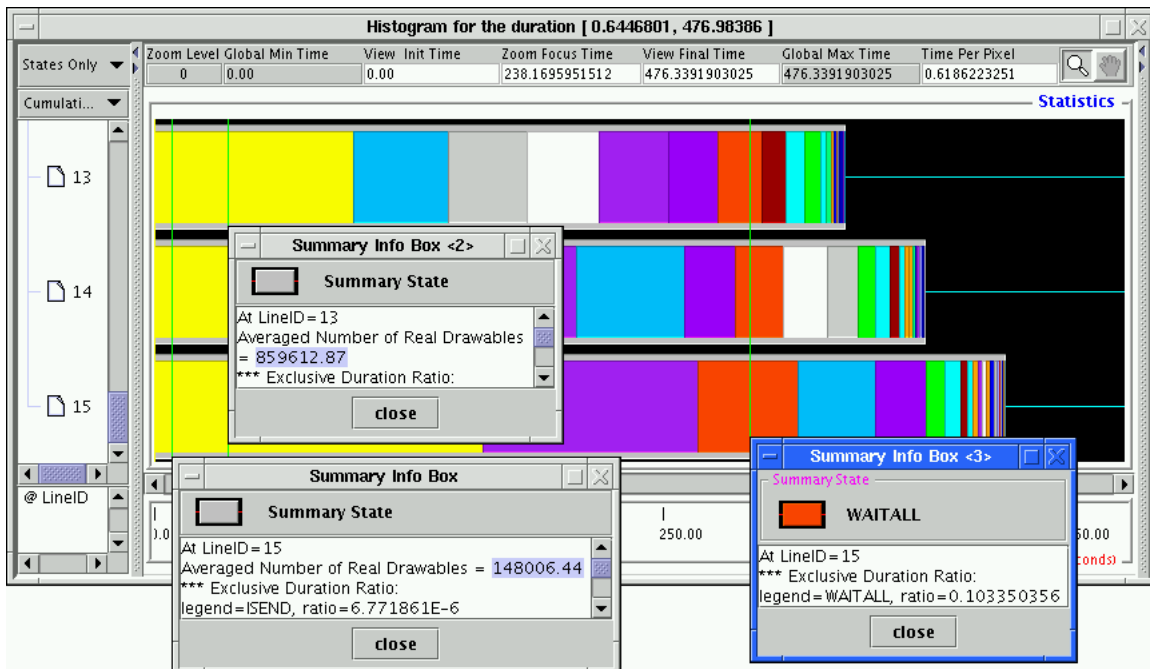 Histogram for the duration [ 0.6446801, 476.98386 ]
States Only
Zoom Level Global Min Time View Init Time Zoom Focus Time View Final Time Global Max Time Time Per Pixel
0 0.00 0.00 238.1695951512 476.3391903025 476.3391903025 0.6186223251
Cumulati...
Statistics
13
14
15
Summary Info Box <2>
Summary State
At LineID=13
Averaged Number of Real Drawables
= 859612.87
*** Exclusive Duration Ratio:
close
@ LineID
250.00
Summary Info Box
Summary State
At LineID=15
Averaged Number of Real Drawables = 148006.44
*** Exclusive Duration Ratio:
legend=ISEND, ratio=6.771861E-6
close
Summary Info Box <3>
Summary State
WAITALL
At LineID=15
*** Exclusive Duration Ratio:
legend=WAITALL, ratio=0.103350356
close